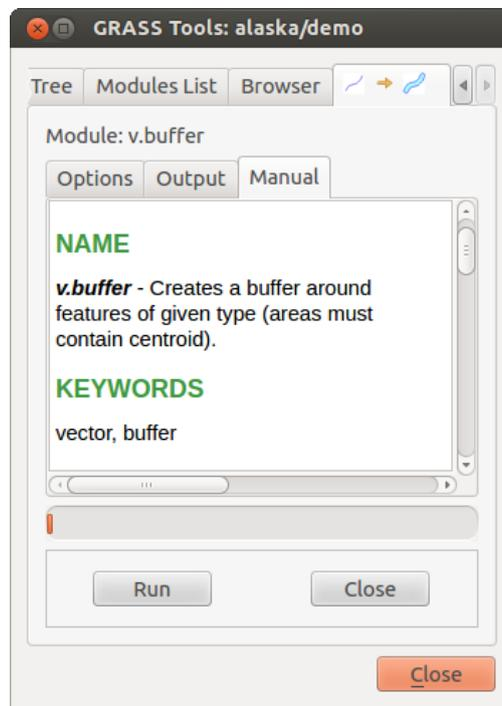 GRASS Tools: alaska/demo
Tree Modules List Browser
Module: v.buffer
Options Output Manual
NAME
v.buffer - Creates a buffer around
features of given type (areas must
contain centroid).
KEYWORDS
vector, buffer
Run Close
Close